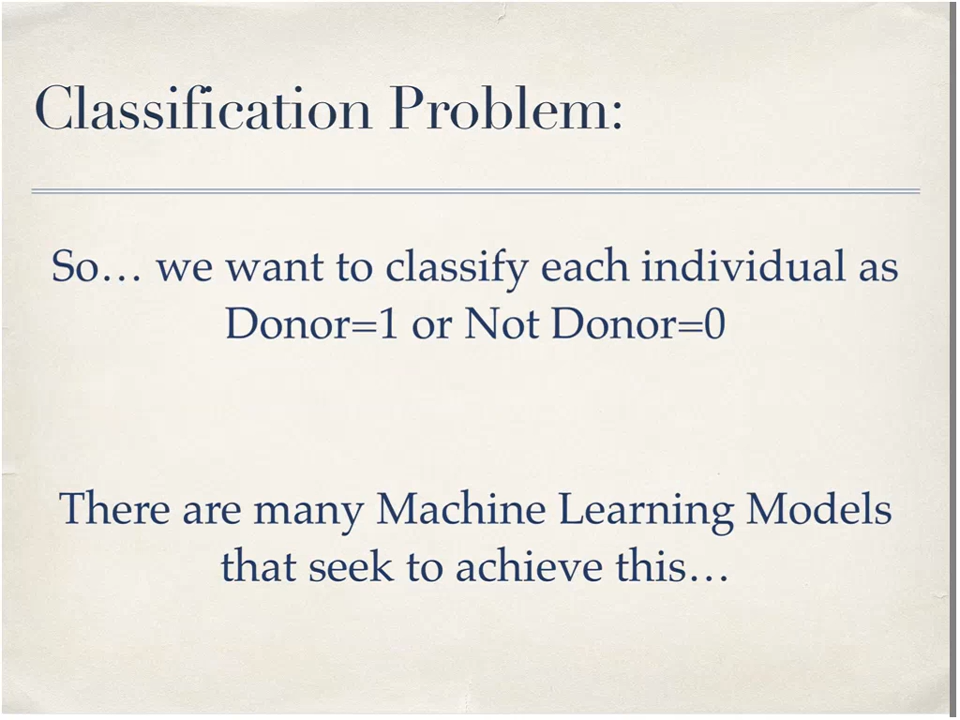 Classification Problem:
So… we want to classify each individual as
Donor=1 or Not Donor=0
There are many Machine Learning Models
that seek to achieve this…